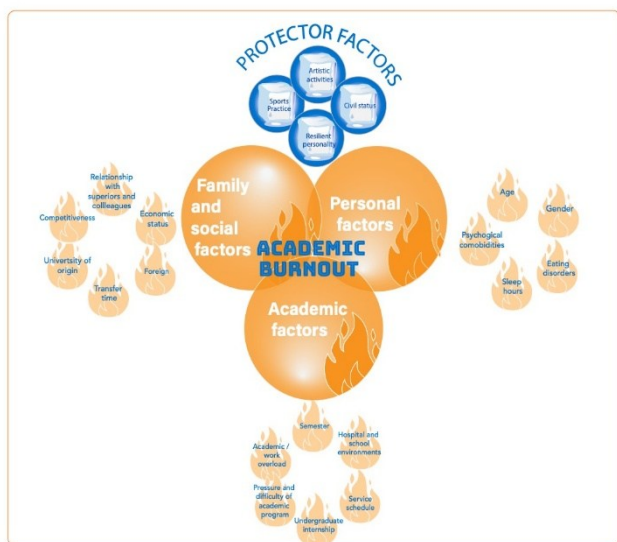 PROTECTOR FACTORS
Artistic
activities
Sports
Practice
Civil status
Resilient
personality
Family
and
social
factors
Personal
factors
ACADEMIC
BURNOUT
Academic
factors
Relationship
with
superiors and
collleagues
Competitiveness
Economic
status
Univertsity of
origin
Foreign
Transfer
time
Age
Gender
Psychogical
comobidities
Eating
disorders
Sleep
hours
Semester
Academic /
work
overload
Hospital and
school
environments
Pressure and
difficulty of
academic
program
Service
schedule
Undergraduate
internship